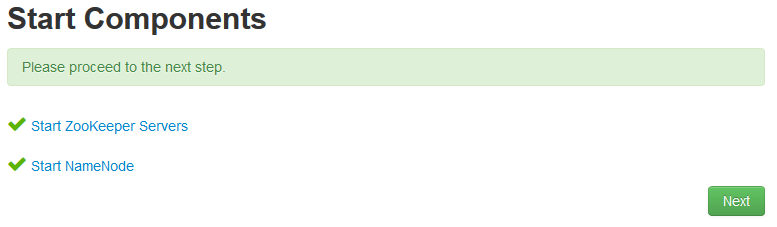 Start Components
Please proceed to the next step.
Start ZooKeeper Servers
Start NameNode
Next